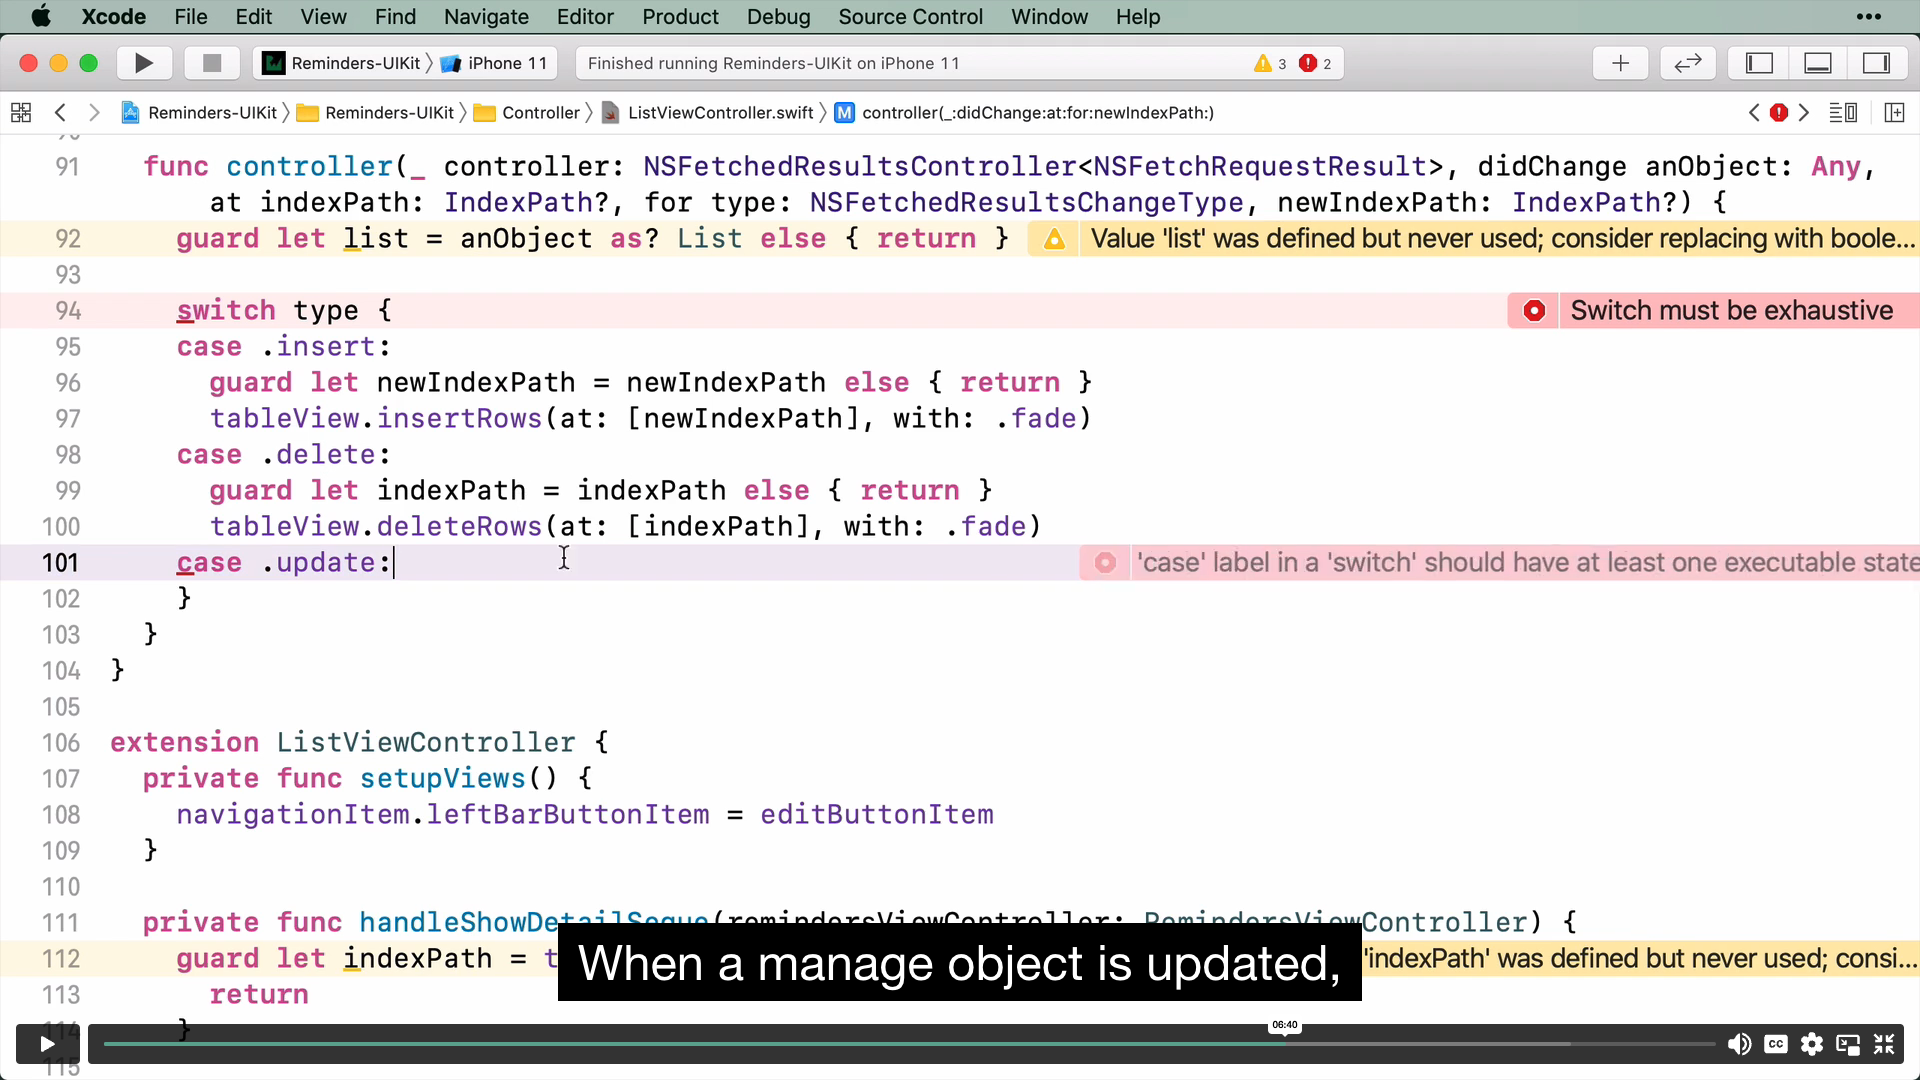 Xcode File Edit View Find Navigate Editor Product Debug Source Control Window Help
Reminders-UIKit 〉 iPhone 11 Finished running Reminders-UIKit on iPhone 11 3 2
Reminders-UIKit 〉 Reminders-UIKit 〉 Controller 〉 ListViewController.swift 〉 M controller(_:didChange:at:for:newIndexPath:)
91 func controller(_ controller: NSFetchedResultsController<NSFetchRequestResult>, didChange anObject: Any,
at indexPath: IndexPath?, for type: NSFetchedResultsChangeType, newIndexPath: IndexPath?) {
92 guard let list = anObject as? List else { return } Value 'list' was defined but never used; consider replacing with boole...
93
94 switch type { Switch must be exhaustive
95 case .insert:
96 guard let newIndexPath = newIndexPath else { return }
97 tableView.insertRows(at: [newIndexPath], with: .fade)
98 case .delete:
99 guard let indexPath = indexPath else { return }
100 tableView.deleteRows(at: [indexPath], with: .fade)
101 case .update: 'case' label in a 'switch' should have at least one executable state
102 }
103 }
104 }
105
106 extension ListViewController {
107 private func setupViews() {
108 navigationItem.leftBarButtonItem = editButtonItem
109 }
110
111 private func handleShowDetailSegue(remindersViewController: RemindersViewController) {
112 guard let indexPath = t 'indexPath' was defined but never used; consi...
When a manage object is updated,
113 return
114 }
06:40
CC
115